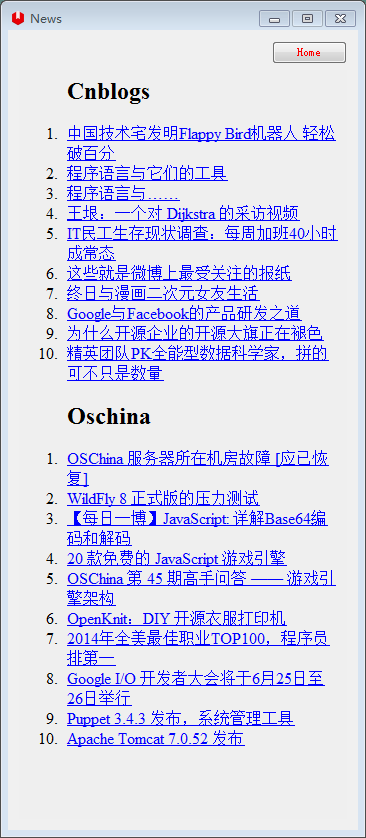 News
Home
Cnblogs
1. 中国技术宅发明Flappy Bird机器人 轻松
破百分
2. 程序语言与它们的工具
3. 程序语言与……
4. 王垠：一个对 Dijkstra 的采访视频
5. IT民工生存现状调查：每周加班40小时
成常态
6. 这些就是微博上最受关注的报纸
7. 终日与漫画二次元女友生活
8. Google与Facebook的产品研发之道
9. 为什么开源企业的开源大旗正在褪色
10. 精英团队PK全能型数据科学家，拼的
可不只是数量
Oschina
1. OSChina 服务器所在机房故障 [应已恢
复]
2. WildFly 8 正式版的压力测试
3. 【每日一博】JavaScript: 详解Base64编
码和解码
4. 20 款免费的 JavaScript 游戏引擎
5. OSChina 第 45 期高手问答 —— 游戏引
擎架构
6. OpenKnit：DIY 开源衣服打印机
7. 2014年全美最佳职业TOP100，程序员
排第一
8. Google I/O 开发者大会将于6月25日至
26日举行
9. Puppet 3.4.3 发布，系统管理工具
10. Apache Tomcat 7.0.52 发布